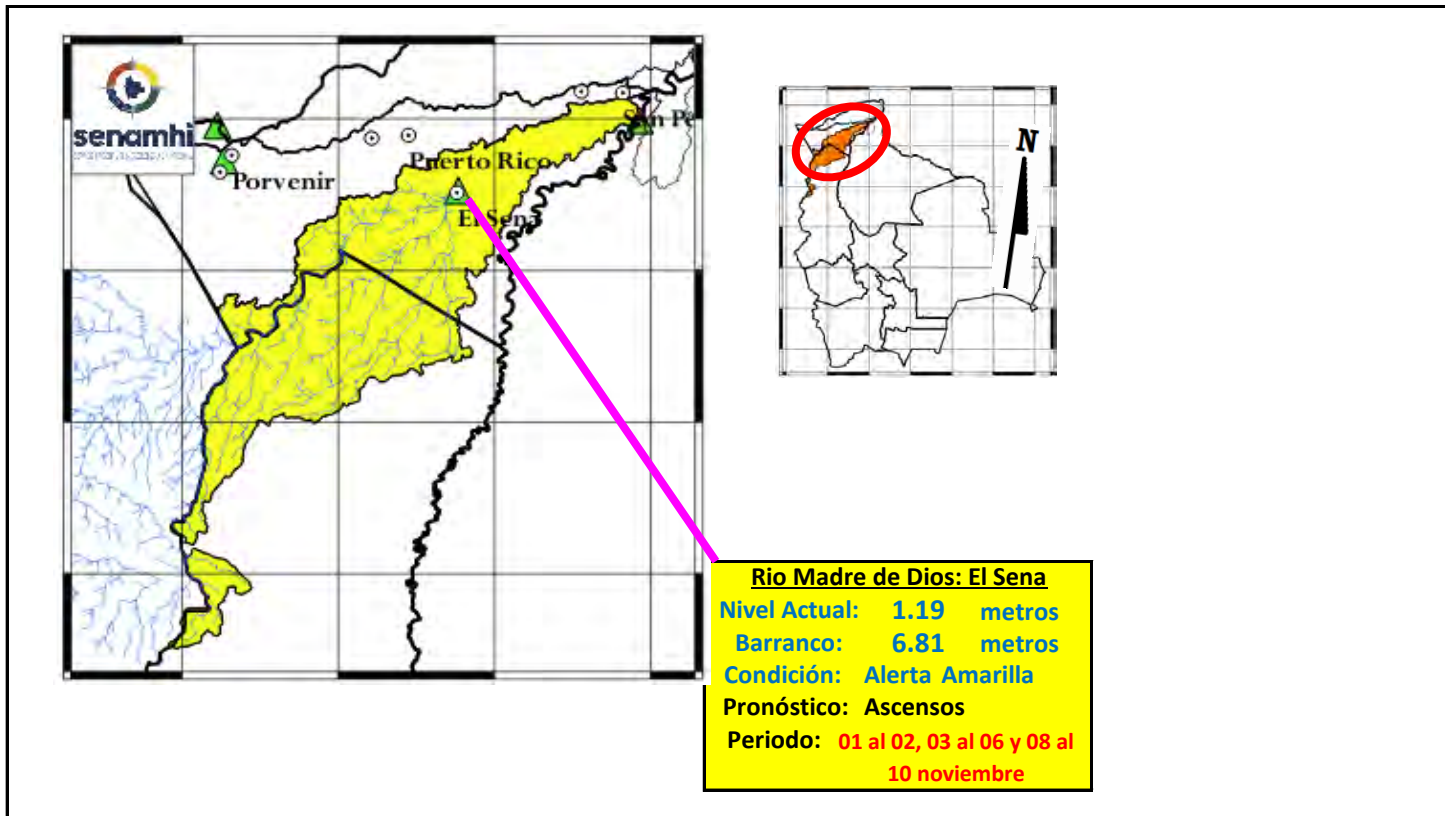 senamhi
Puerto Rico
Porvenir
El Sena
N
Rio Madre de Dios: El Sena
Nivel Actual: 1.19 metros
Barranco: 6.81 metros
Condición: Alerta Amarilla
Pronóstico: Ascensos
Periodo: 01 al 02, 03 al 06 y 08 al
10 noviembre